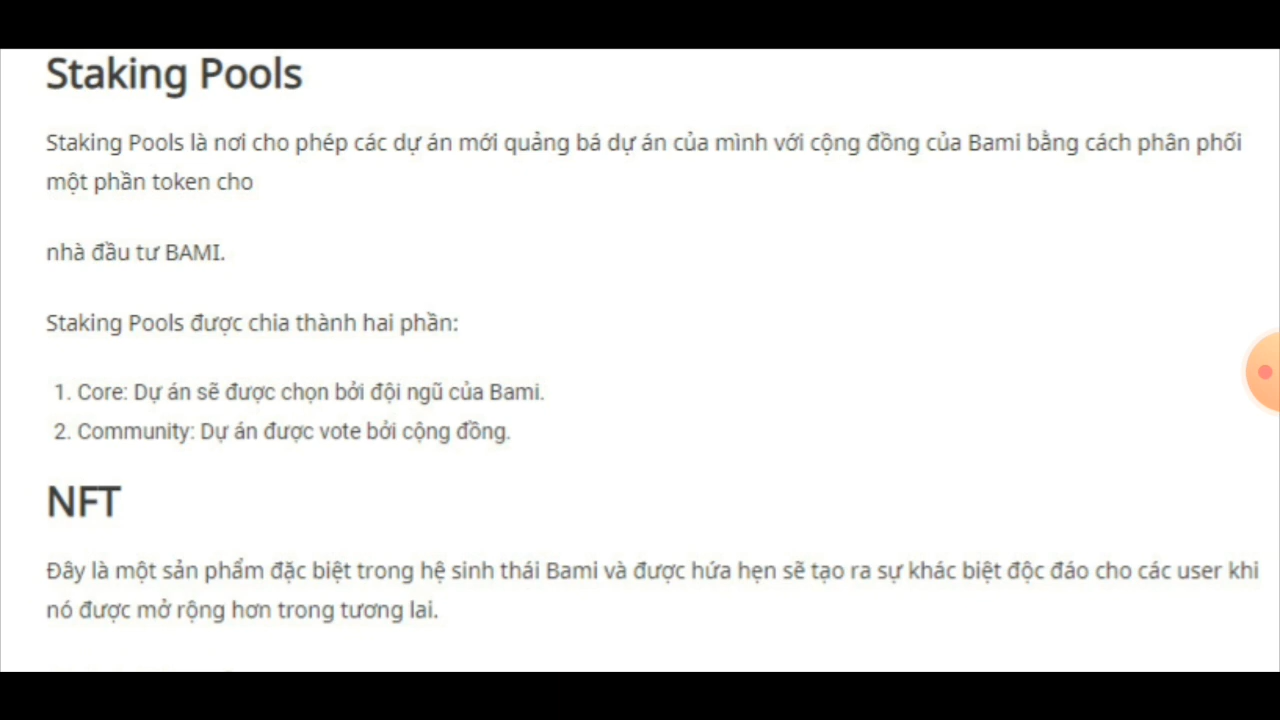 Staking Pools
Staking Pools là nơi cho phép các dự án mới quảng bá dự án của mình với cộng đồng của Bami bằng cách phân phối
một phần token cho
nhà đầu tư BAMI.
Staking Pools được chia thành hai phần:
1. Core: Dự án sẽ được chọn bởi đội ngũ của Bami.
2. Community: Dự án được vote bởi cộng đồng.
NFT
Đây là một sản phẩm đặc biệt trong hệ sinh thái Bami và được hứa hẹn sẽ tạo ra sự khác biệt độc đáo cho các user khi
nó được mở rộng hơn trong tương lai.